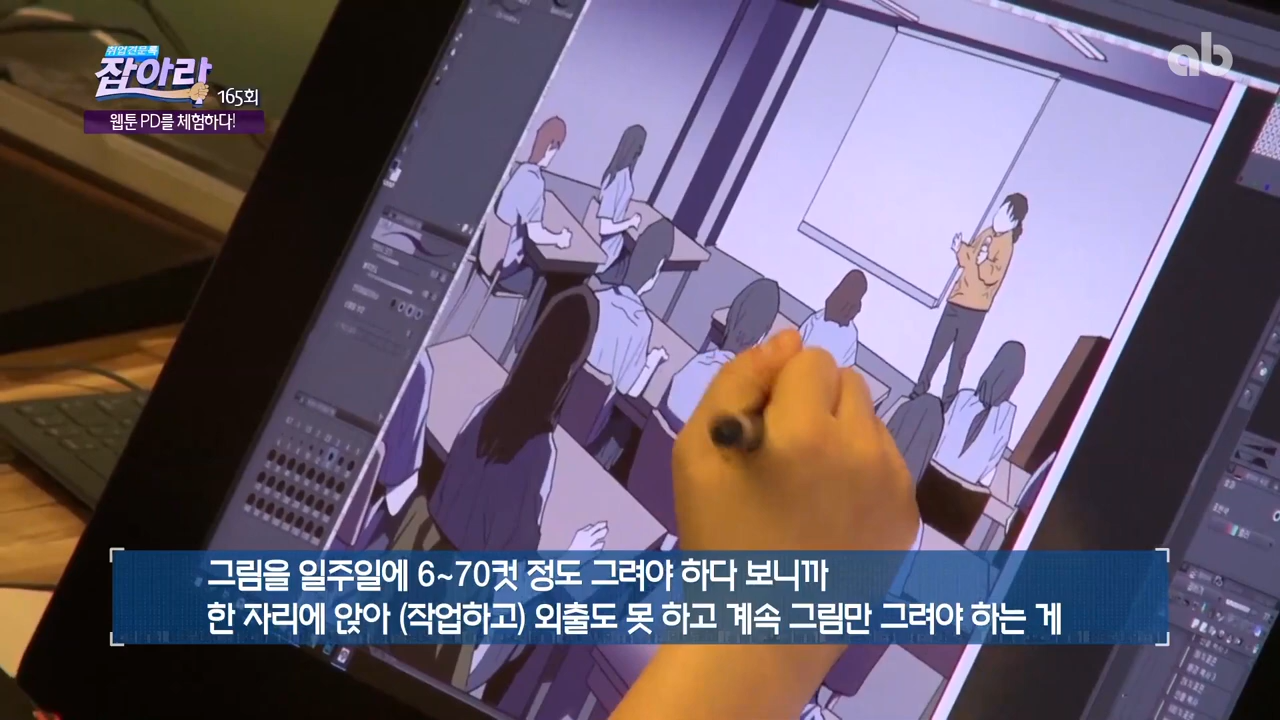 취업견문록
잡아라
165회
웹툰 PD를 체험하다!
ab
그림을 일주일에 6~70컷 정도 그려야 하다 보니까
한 자리에 앉아 (작업하고) 외출도 못 하고 계속 그림만 그려야 하는 게